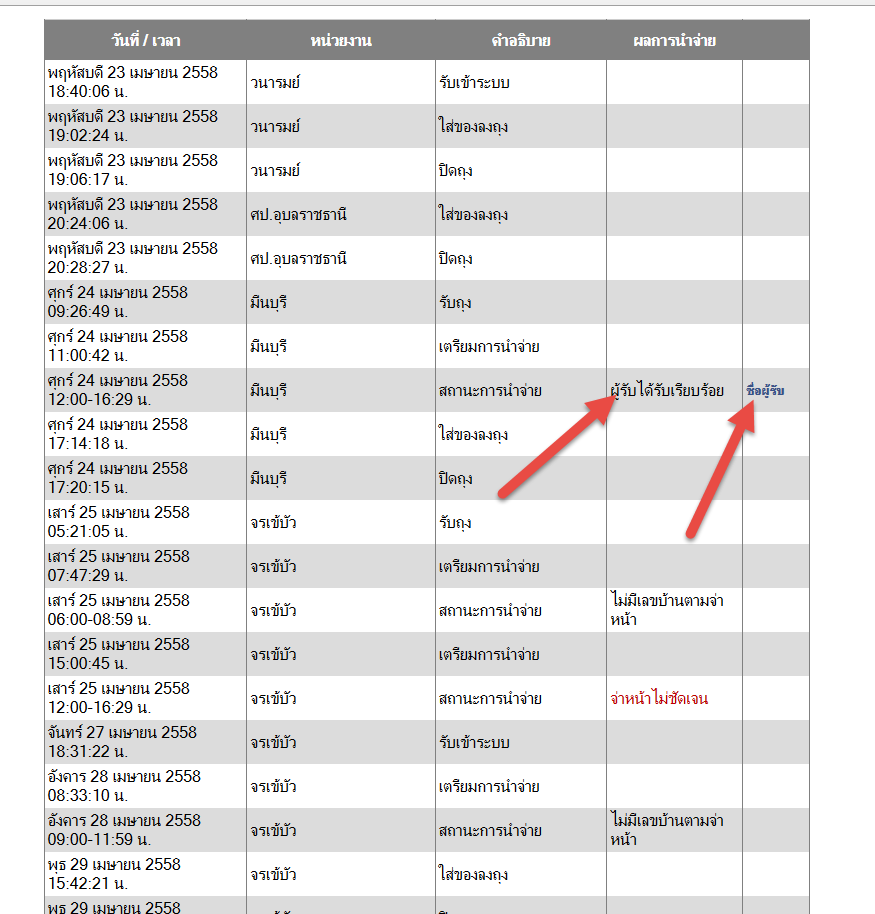 วันที่ / เวลา หน่วยงาน คำอธิบาย ผลการนำจ่าย
พฤหัสบดี 23 เมษายน 2558
18:40:06 น. วนารมย์ รับเข้าระบบ
พฤหัสบดี 23 เมษายน 2558
19:02:24 น. วนารมย์ ใส่ของลงถุง
พฤหัสบดี 23 เมษายน 2558
19:06:17 น. วนารมย์ ปิดถุง
พฤหัสบดี 23 เมษายน 2558
20:24:06 น. ศป.อุบลราชธานี ใส่ของลงถุง
พฤหัสบดี 23 เมษายน 2558
20:28:27 น. ศป.อุบลราชธานี ปิดถุง
ศุกร์ 24 เมษายน 2558
09:26:49 น. มีนบุรี รับถุง
ศุกร์ 24 เมษายน 2558
11:00:42 น. มีนบุรี เตรียมการนำจ่าย
ศุกร์ 24 เมษายน 2558
12:00-16:29 น. มีนบุรี สถานะการนำจ่าย ผู้รับได้รับเรียบร้อย ชื่อผู้รับ
ศุกร์ 24 เมษายน 2558
17:14:18 น. มีนบุรี ใส่ของลงถุง
ศุกร์ 24 เมษายน 2558
17:20:15 น. มีนบุรี ปิดถุง
เสาร์ 25 เมษายน 2558
05:21:05 น. จรเข้บัว รับถุง
เสาร์ 25 เมษายน 2558
07:47:29 น. จรเข้บัว เตรียมการนำจ่าย
เสาร์ 25 เมษายน 2558
06:00-08:59 น. จรเข้บัว สถานะการนำจ่าย ไม่มีเลขบ้านตามจ่า
หน้า
เสาร์ 25 เมษายน 2558
15:00:45 น. จรเข้บัว เตรียมการนำจ่าย
เสาร์ 25 เมษายน 2558
12:00-16:29 น. จรเข้บัว สถานะการนำจ่าย จ่าหน้าไม่ชัดเจน
จันทร์ 27 เมษายน 2558
18:31:22 น. จรเข้บัว รับเข้าระบบ
อังคาร 28 เมษายน 2558
08:33:10 น. จรเข้บัว เตรียมการนำจ่าย
อังคาร 28 เมษายน 2558
09:00-11:59 น. จรเข้บัว สถานะการนำจ่าย ไม่มีเลขบ้านตามจ่า
หน้า
พุธ 29 เมษายน 2558
15:42:21 น. จรเข้บัว ใส่ของลงถุง
พุธ 29 เมษายน 2558